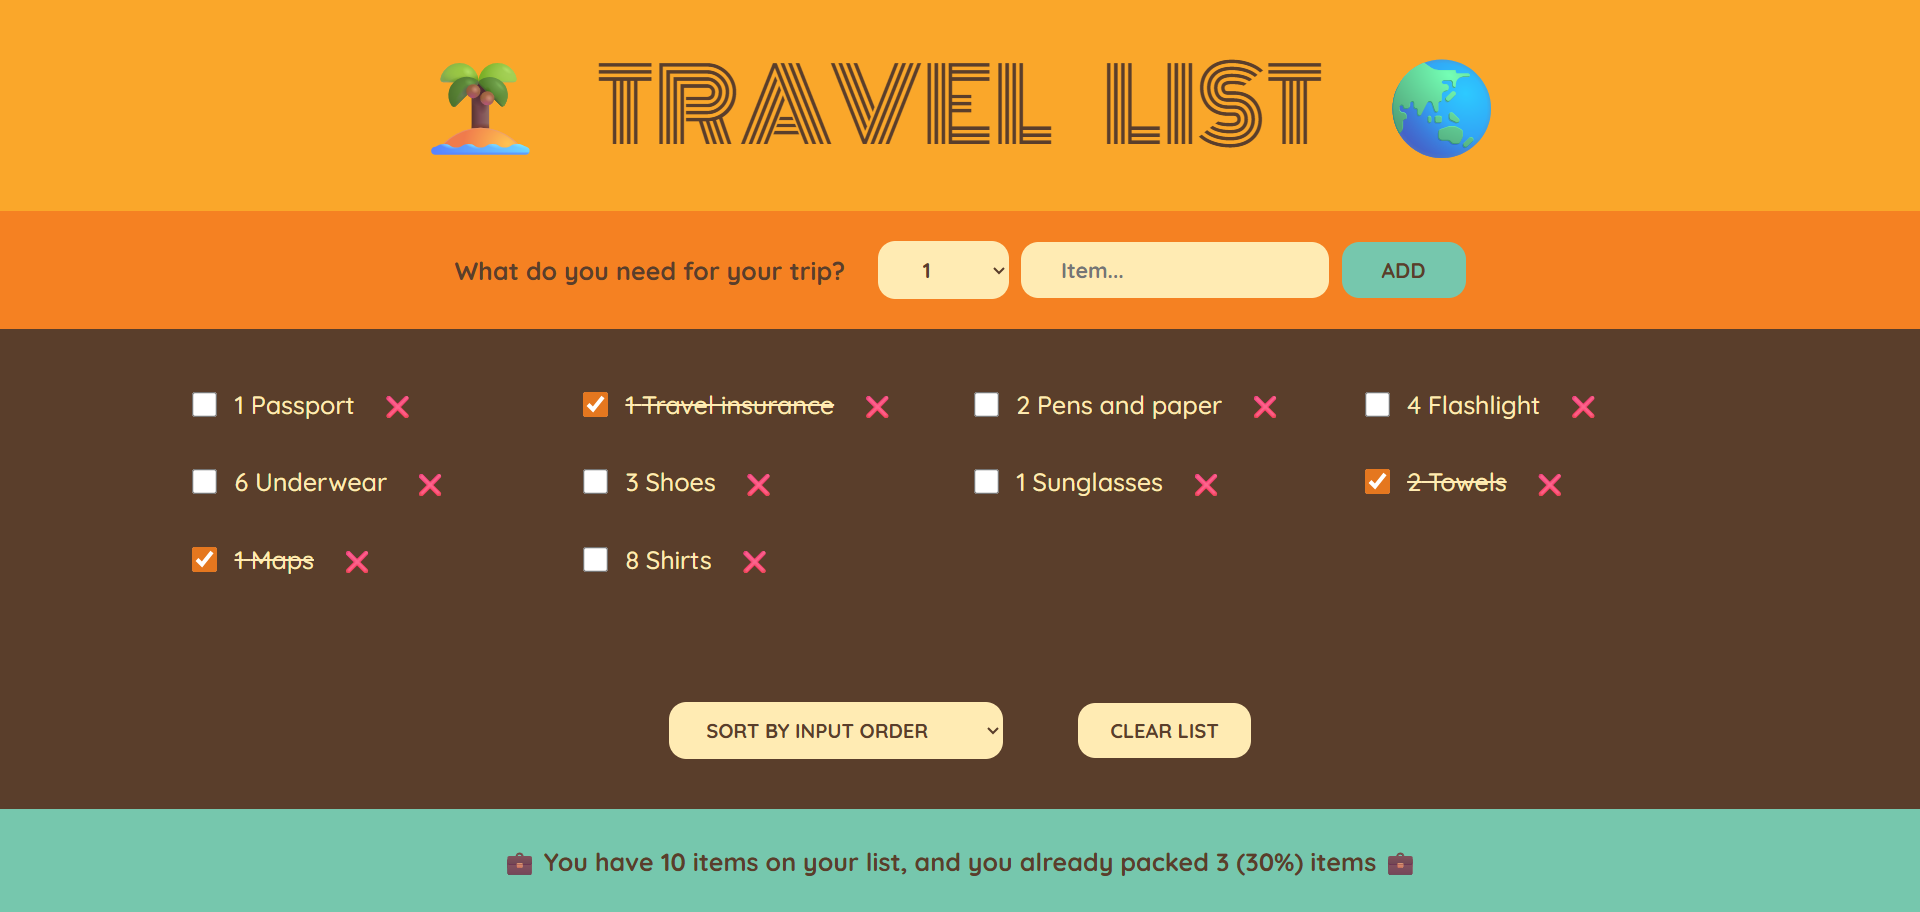 TRAVEL LIST
What do you need for your trip? 1 Item... ADD
1 Passport 1 Travel insurance 2 Pens and paper 4 Flashlight
6 Underwear 3 Shoes 1 Sunglasses 2 Towels
1 Maps 8 Shirts
SORT BY INPUT ORDER CLEAR LIST
You have 10 items on your list, and you already packed 3 (30%) items